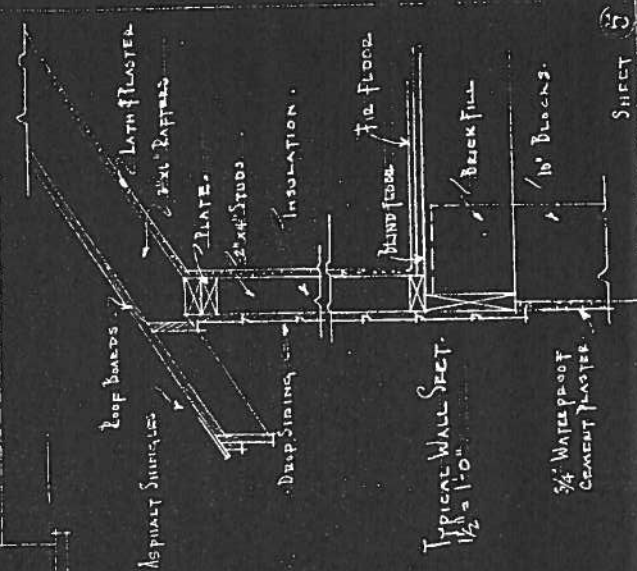 LATH & PLASTER
2"X6" RAFTERS
PLATE.
2"X4" STUDS
INSULATION.
FIR FLOOR
BLIND FLOOR
BRICK FILL
10" BLOCKS.
ROOF BOARDS
ASPHALT SHINGLES
DROP SIDING
TYPICAL WALL SECT.
1½" = 1'-0"
3/4" WATERPROOF
CEMENT PLASTER
SHEET 5